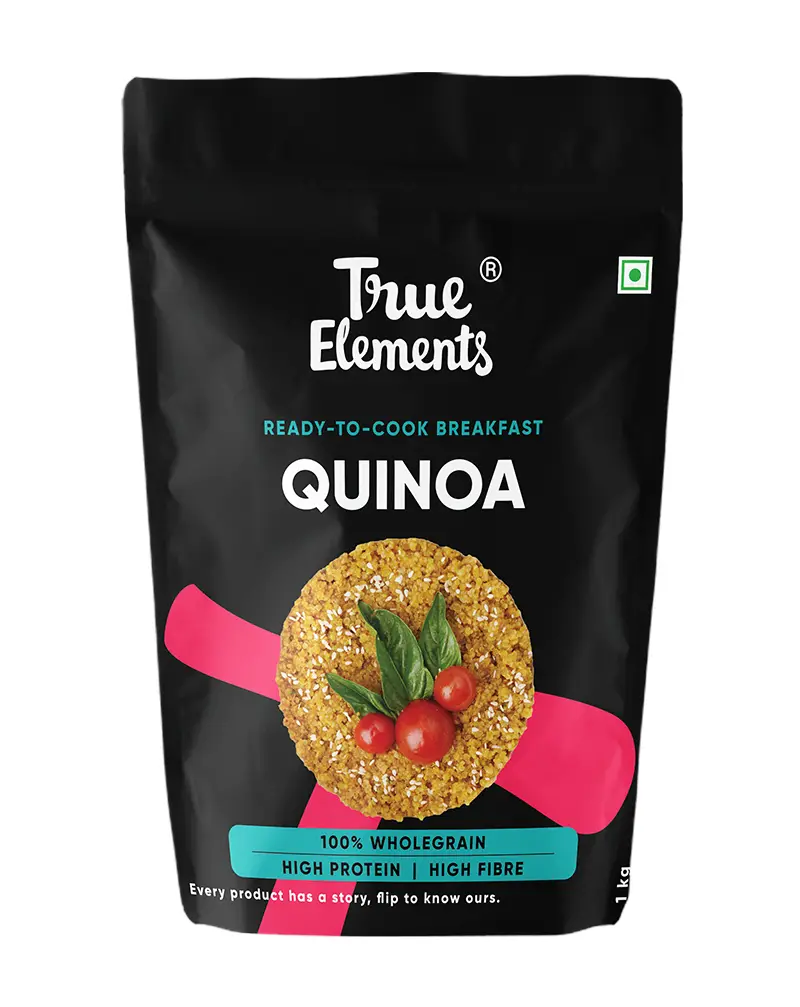 True ®
Elements
READY-TO-COOK BREAKFAST
QUINOA
100% WHOLEGRAIN
HIGH PROTEIN | HIGH FIBRE
Every product has a story, flip to know ours.
1 kg